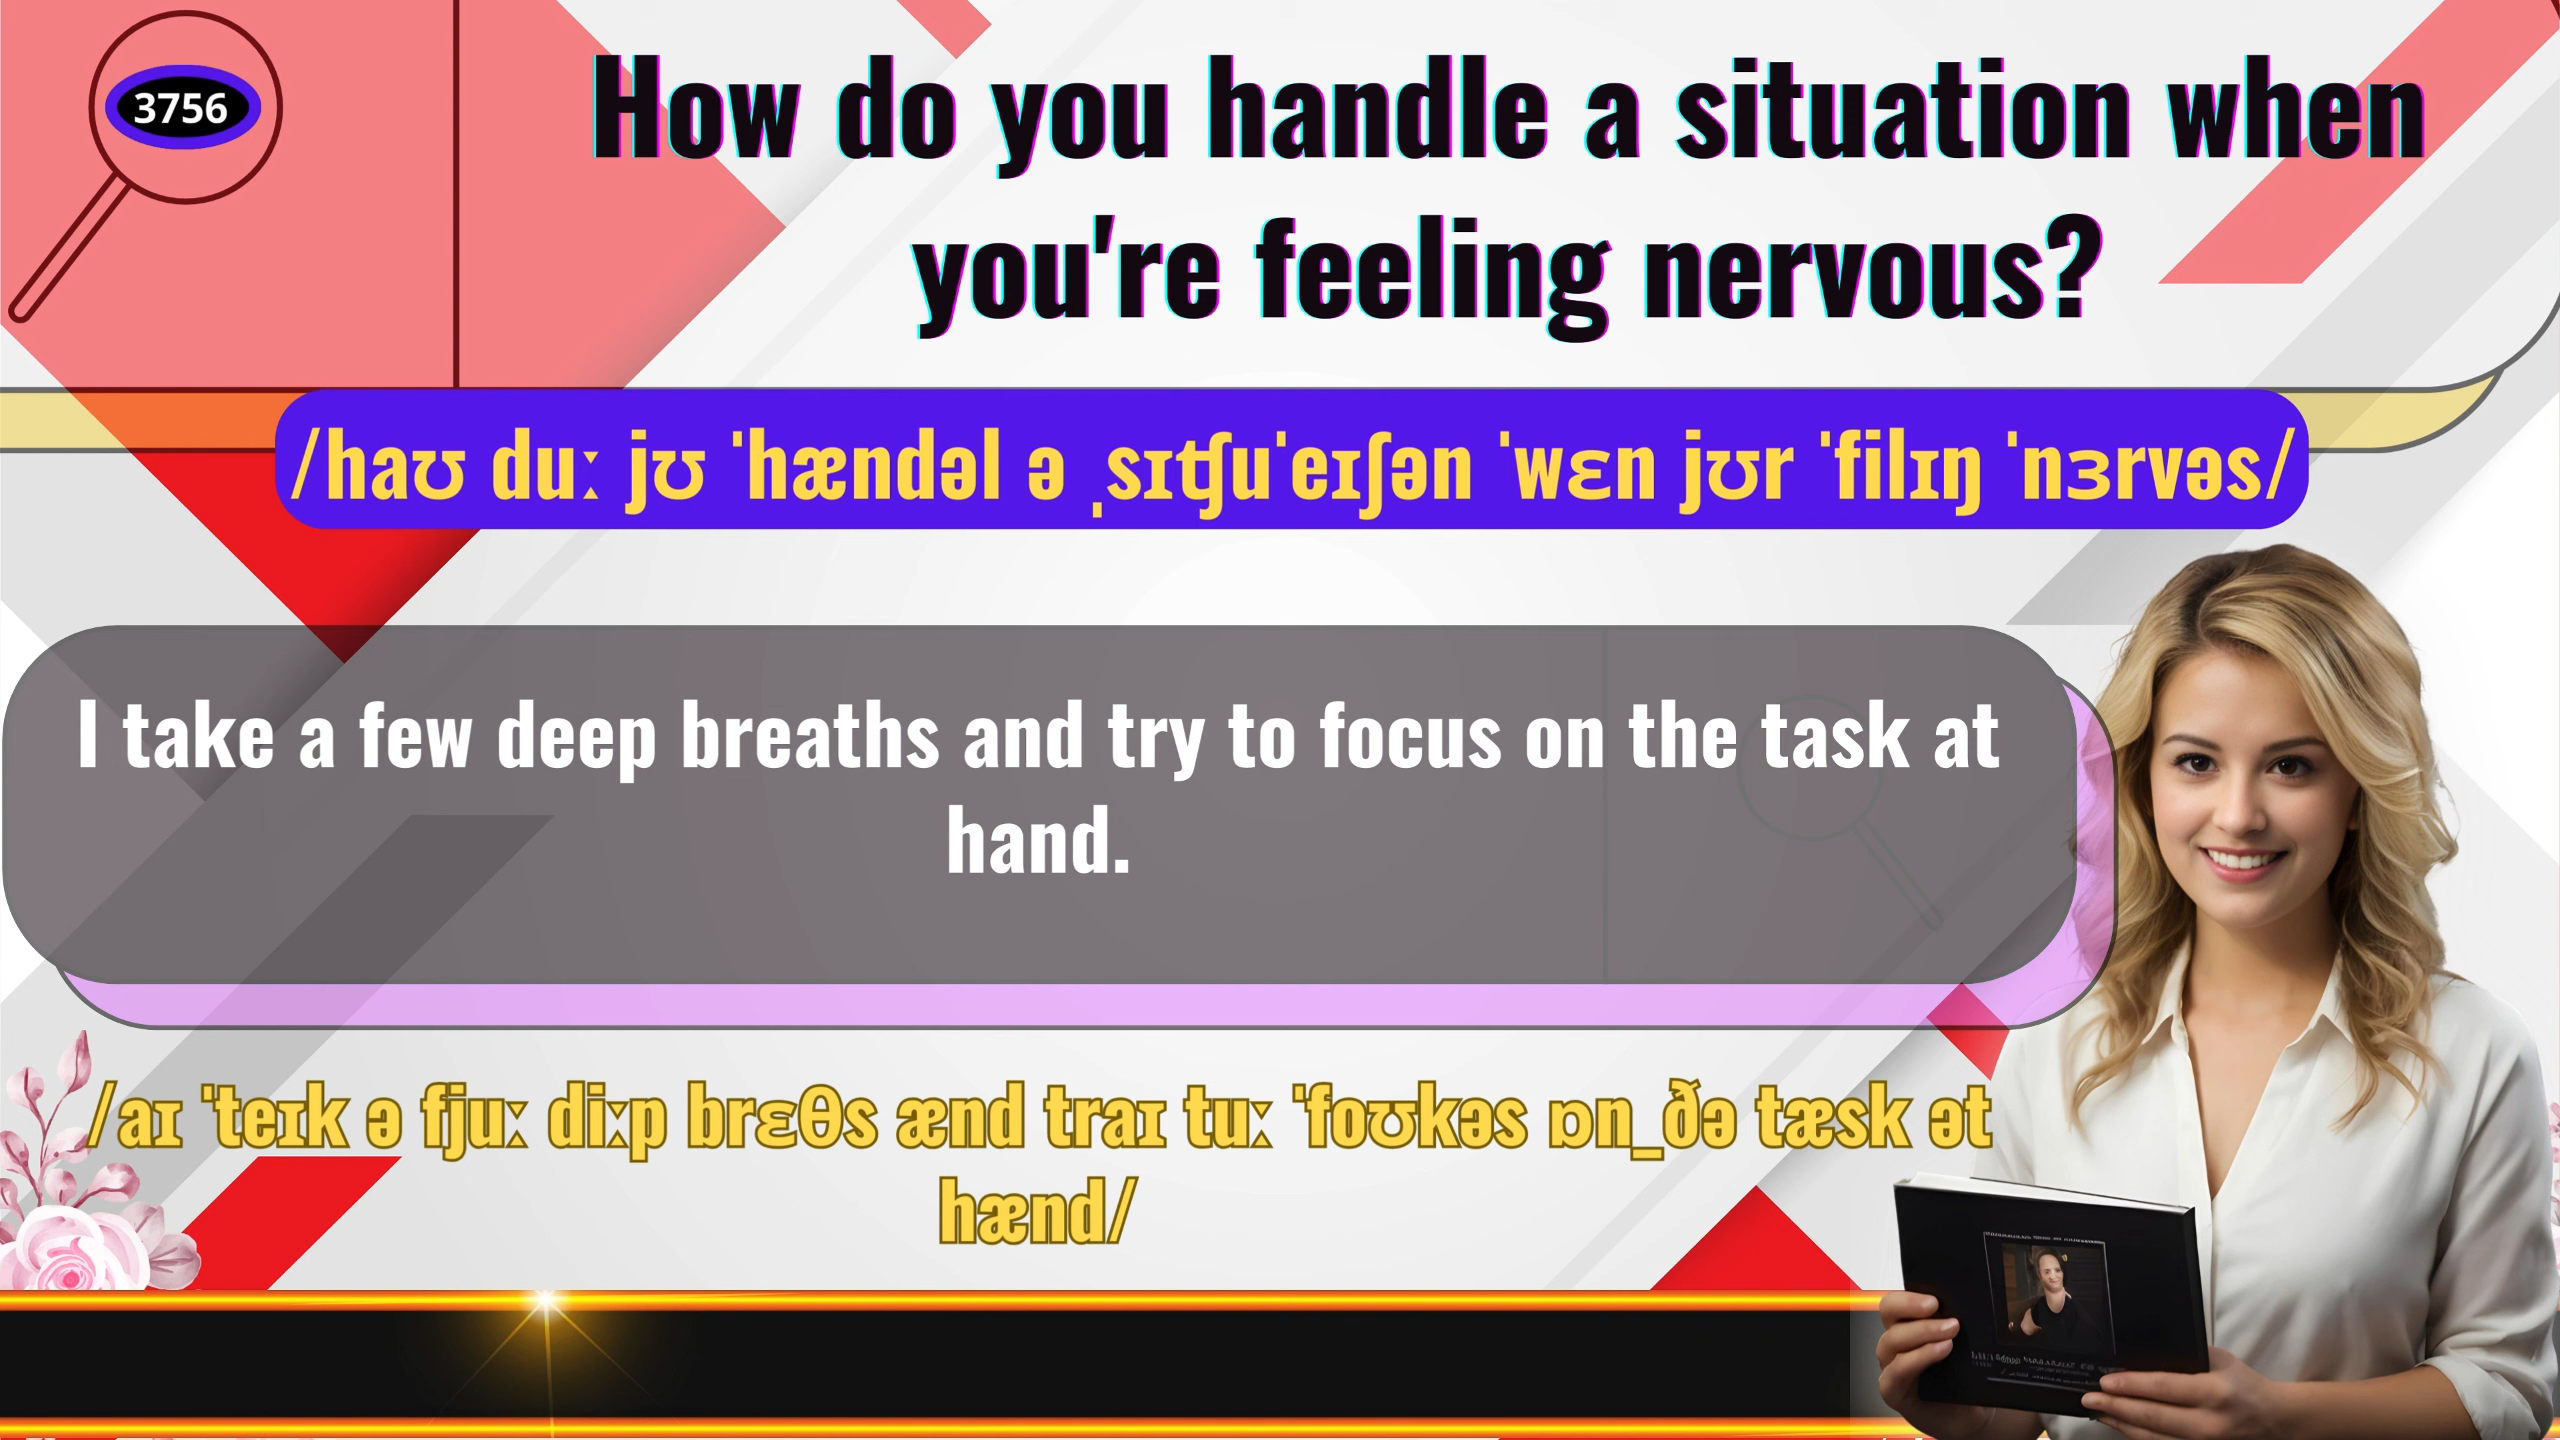 3756
How do you handle a situation when
you're feeling nervous?
/haʊ duː jʊ ˈhændəl ə ˌsɪʧuˈeɪʃən ˈwɛn jʊr ˈfilɪŋ ˈnɜrvəs/
I take a few deep breaths and try to focus on the task at
hand.
/aɪ ˈteɪk ə fjuː diːp brɛθs ænd traɪ tuː ˈfoʊkəs ɒn_ðə tæsk ət
hænd/